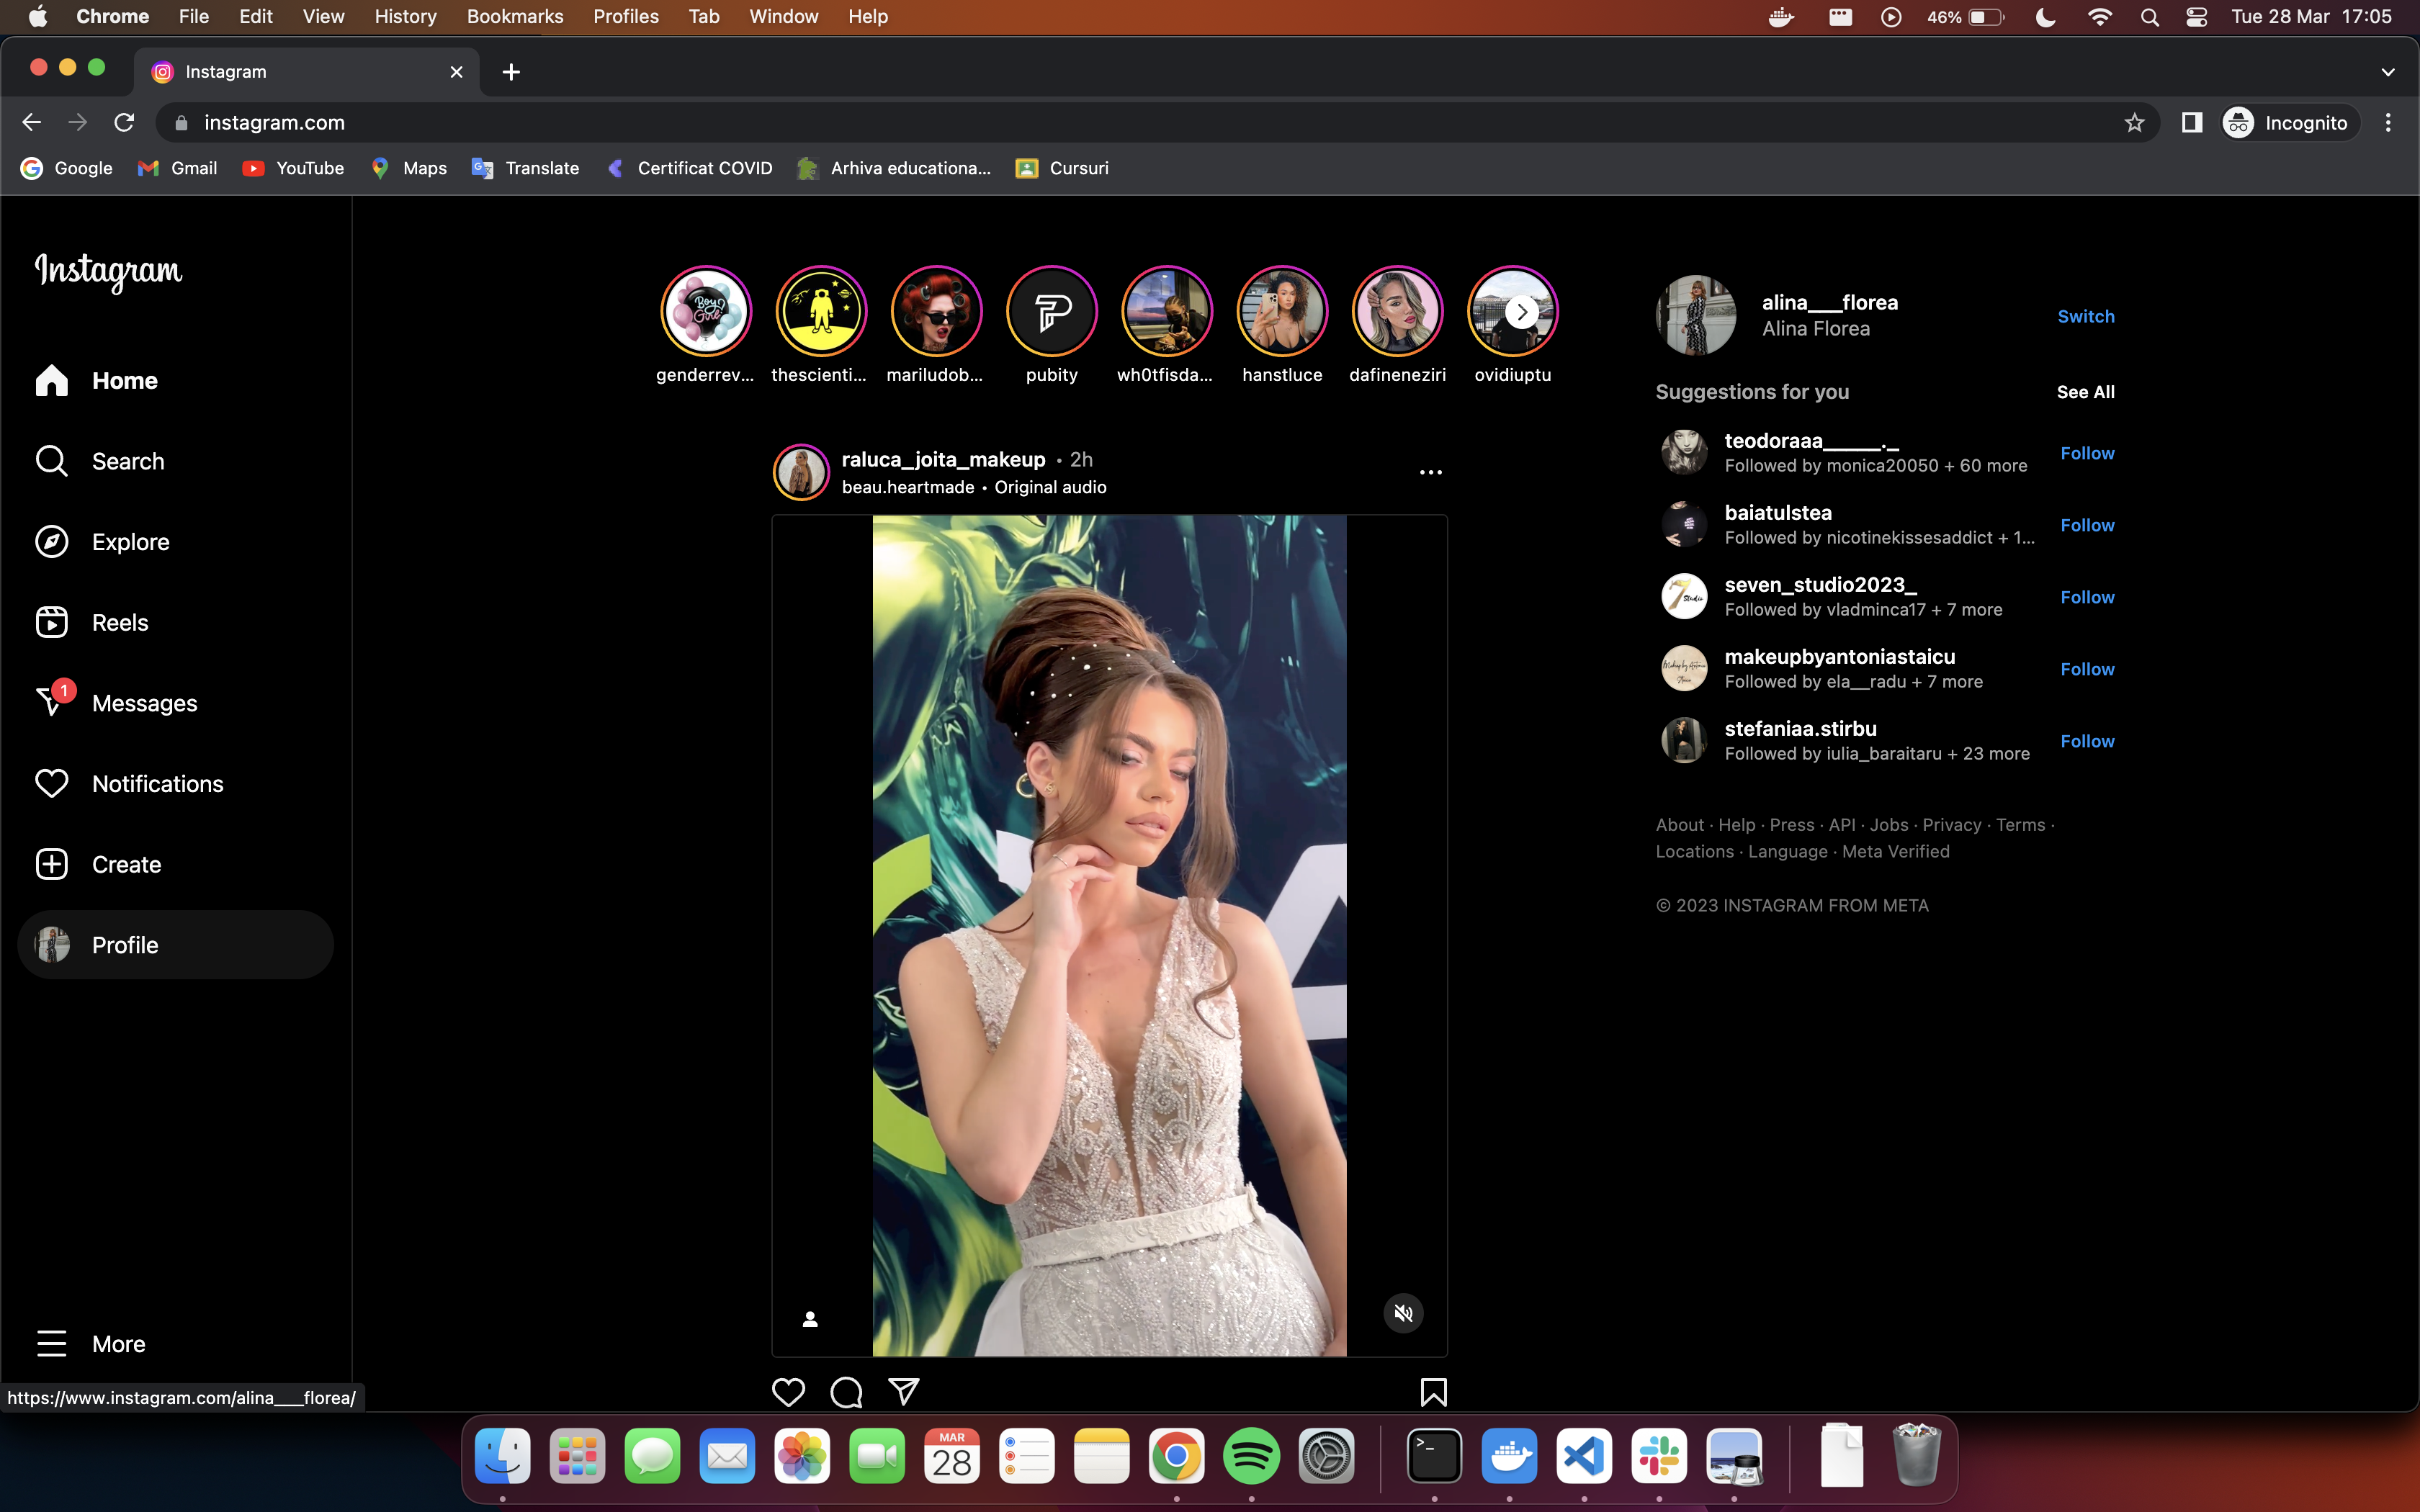 Chrome File Edit View History Bookmarks Profiles Tab Window Help 46% Tue 28 Mar 17:05
Instagram
instagram.com Incognito
Google Gmail YouTube Maps Translate Certificat COVID Arhiva educationa... Cursuri
Instagram
Home
Search
Explore
Reels
1
Messages
Notifications
Create
Profile
More
https://www.instagram.com/alina___florea/
Boy?
Girl
genderrev... thescienti... mariludob... pubity wh0tfisda... hanstluce dafineneziri ovidiuptu
raluca_joita_makeup • 2h
beau.heartmade • Original audio
alina___florea
Alina Florea
Switch
Suggestions for you See All
teodoraaa_____._
Followed by monica20050 + 60 more
Follow
baiatulstea
Followed by nicotinekissesaddict + 1...
Follow
7 Studio
seven_studio2023_
Followed by vladminca17 + 7 more
Follow
makeupbyantoniastaicu
Followed by ela__radu + 7 more
Follow
stefaniaa.stirbu
Followed by iulia_baraitaru + 23 more
Follow
About · Help · Press · API · Jobs · Privacy · Terms ·
Locations · Language · Meta Verified
© 2023 INSTAGRAM FROM META
MAR
28